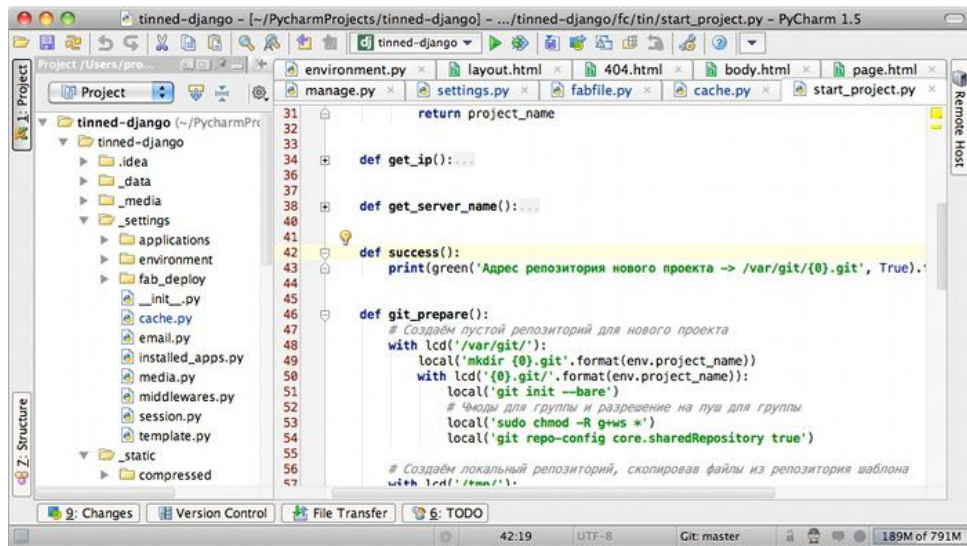 tinned-django – [~/PycharmProjects/tinned-django] – .../tinned-django/fc/tin/start_project.py – PyCharm 1.5
dj tinned-django
1: Project
Z: Structure
Project /Users/pro...
Project
tinned-django (~/PycharmPr
tinned-django
.idea
_data
_media
_settings
applications
environment
fab_deploy
__init__.py
cache.py
email.py
installed_apps.py
media.py
middlewares.py
session.py
template.py
_static
compressed
environment.py
layout.html
404.html
body.html
page.html
manage.py
settings.py
fabfile.py
cache.py
start_project.py
31 return project_name
32
33
34 def get_ip():...
36
37
38 def get_server_name():...
40
41
42 def success():
43 print(green('Адрес репозитория нового проекта -> /var/git/{0}.git', True).
44
45
46 def git_prepare():
47 # Создаём пустой репозиторий для нового проекта
48 with lcd('/var/git/'):
49 local('mkdir {0}.git'.format(env.project_name))
50 with lcd('{0}.git/'.format(env.project_name)):
51 local('git init --bare')
52 # Чмоды для группы и разрешение на пуш для группы
53 local('sudo chmod -R g+ws *')
54 local('git repo-config core.sharedRepository true')
55
56 # Создаём локальный репозиторий, скопировав файлы из репозитория шаблона
57 with lcd('/tmp/'):
Remote Host
9: Changes
Version Control
File Transfer
6: TODO
42:19
UTF-8
Git: master
189M of 791M